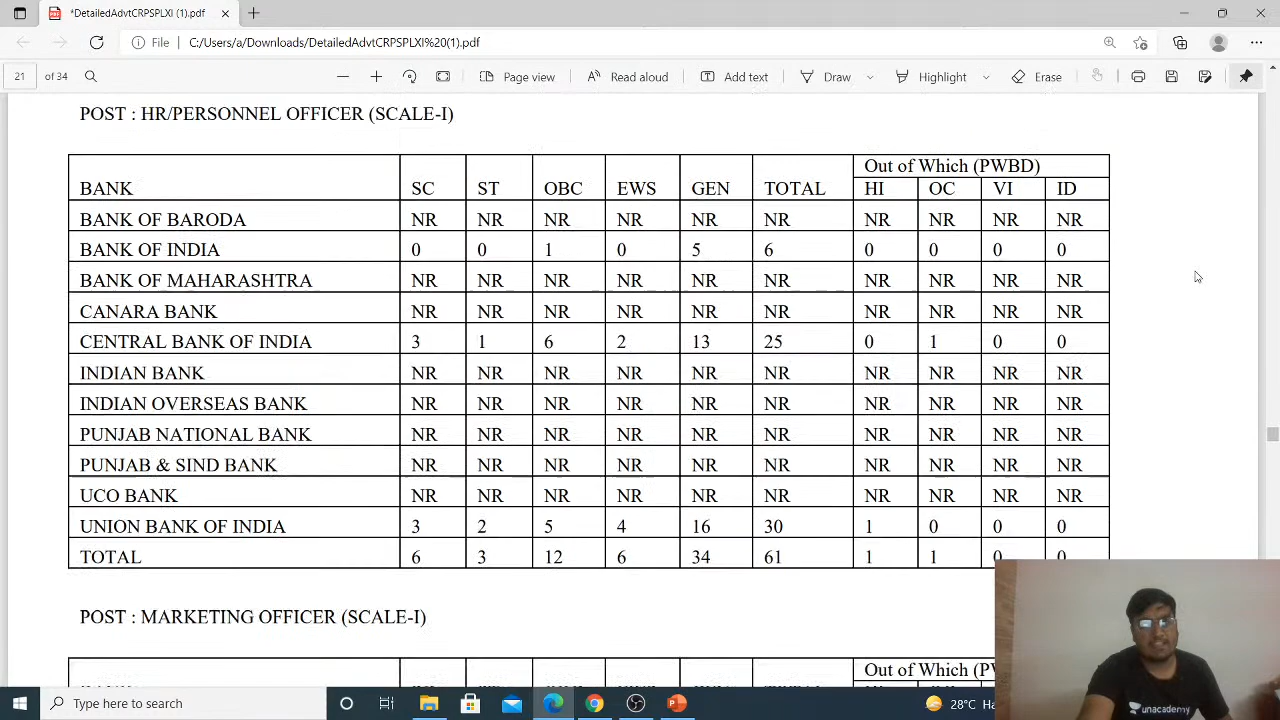 *DetailedAdvtCRPSPLXI (1).pdf
File C:/Users/a/Downloads/DetailedAdvtCRPSPLXI%20(1).pdf
21 of 34 Page view Read aloud Add text Draw Highlight Erase
POST : HR/PERSONNEL OFFICER (SCALE-I)
Out of Which (PWBD)
BANK SC ST OBC EWS GEN TOTAL HI OC VI ID
BANK OF BARODA NR NR NR NR NR NR NR NR NR NR
BANK OF INDIA 0 0 1 0 5 6 0 0 0 0
BANK OF MAHARASHTRA NR NR NR NR NR NR NR NR NR NR
CANARA BANK NR NR NR NR NR NR NR NR NR NR
CENTRAL BANK OF INDIA 3 1 6 2 13 25 0 1 0 0
INDIAN BANK NR NR NR NR NR NR NR NR NR NR
INDIAN OVERSEAS BANK NR NR NR NR NR NR NR NR NR NR
PUNJAB NATIONAL BANK NR NR NR NR NR NR NR NR NR NR
PUNJAB & SIND BANK NR NR NR NR NR NR NR NR NR NR
UCO BANK NR NR NR NR NR NR NR NR NR NR
UNION BANK OF INDIA 3 2 5 4 16 30 1 0 0 0
TOTAL 6 3 12 6 34 61 1 1 0 0
POST : MARKETING OFFICER (SCALE-I)
Out of Which
unacademy
Type here to search 28°C